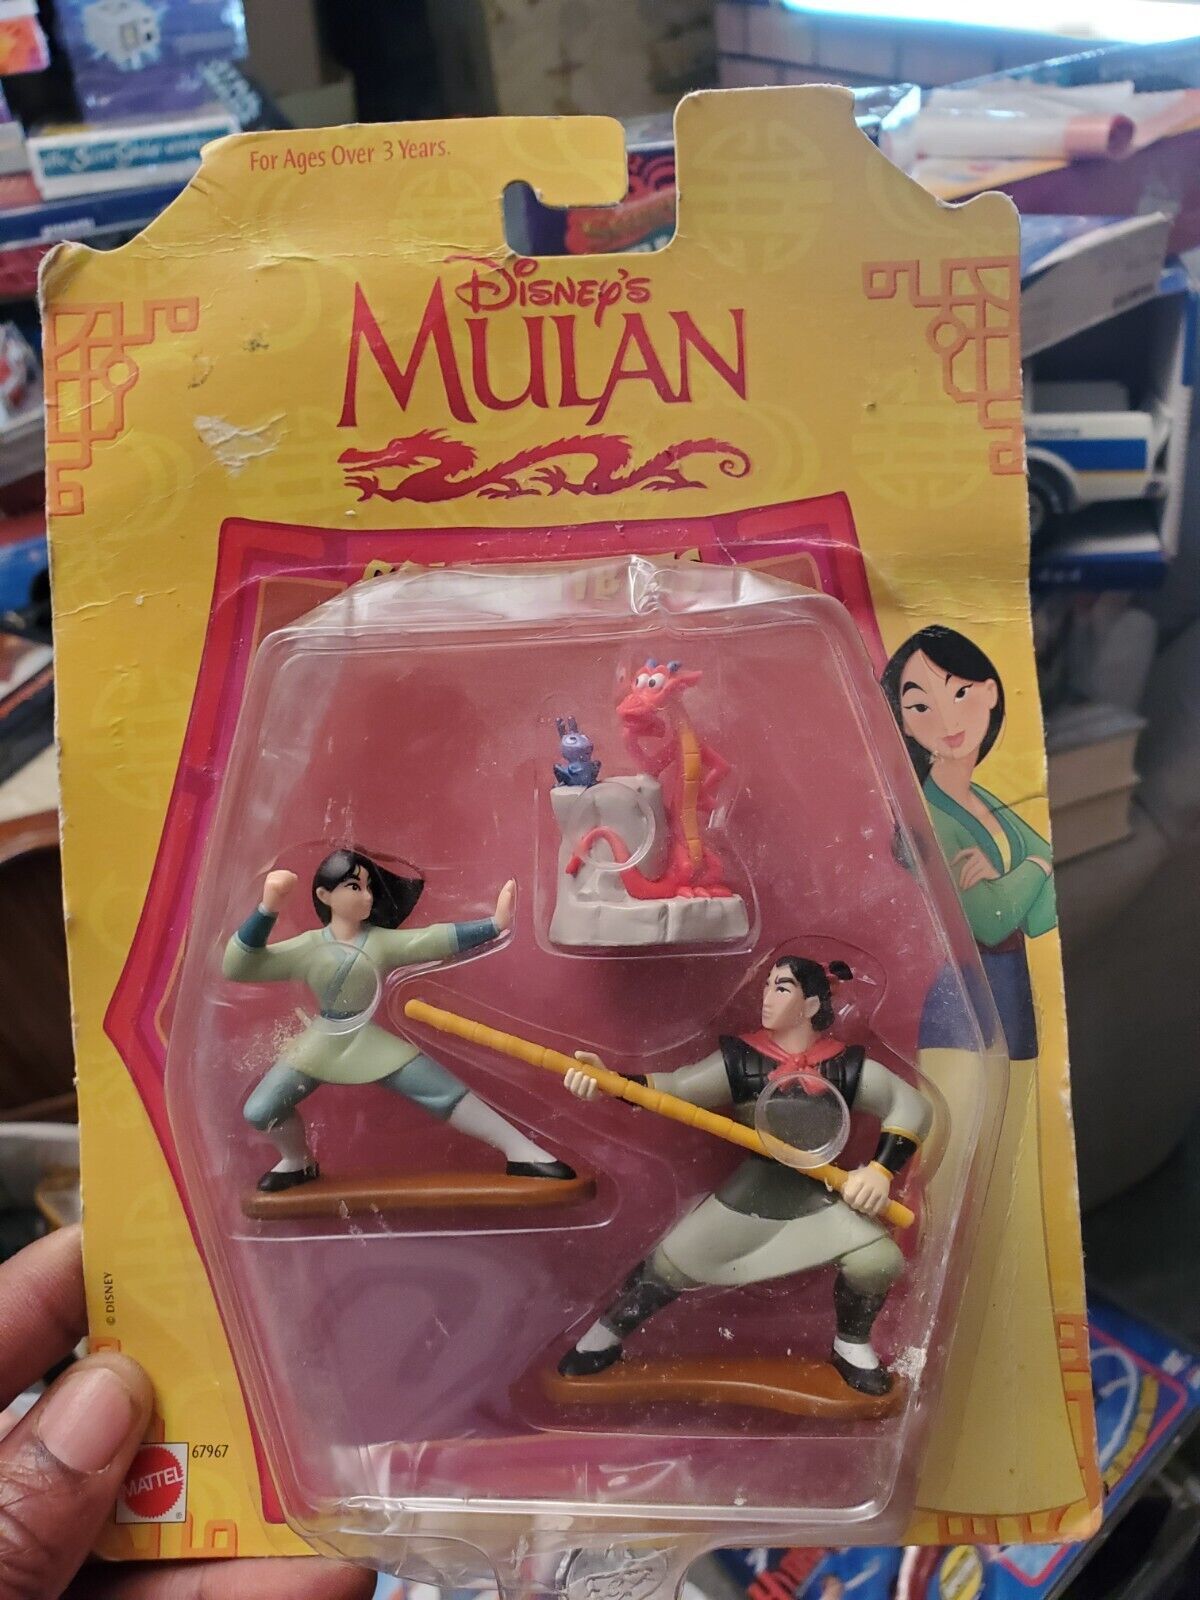 For Ages Over 3 Years.
DISNEY'S
MULAN
© DISNEY
67967
MATTEL
®